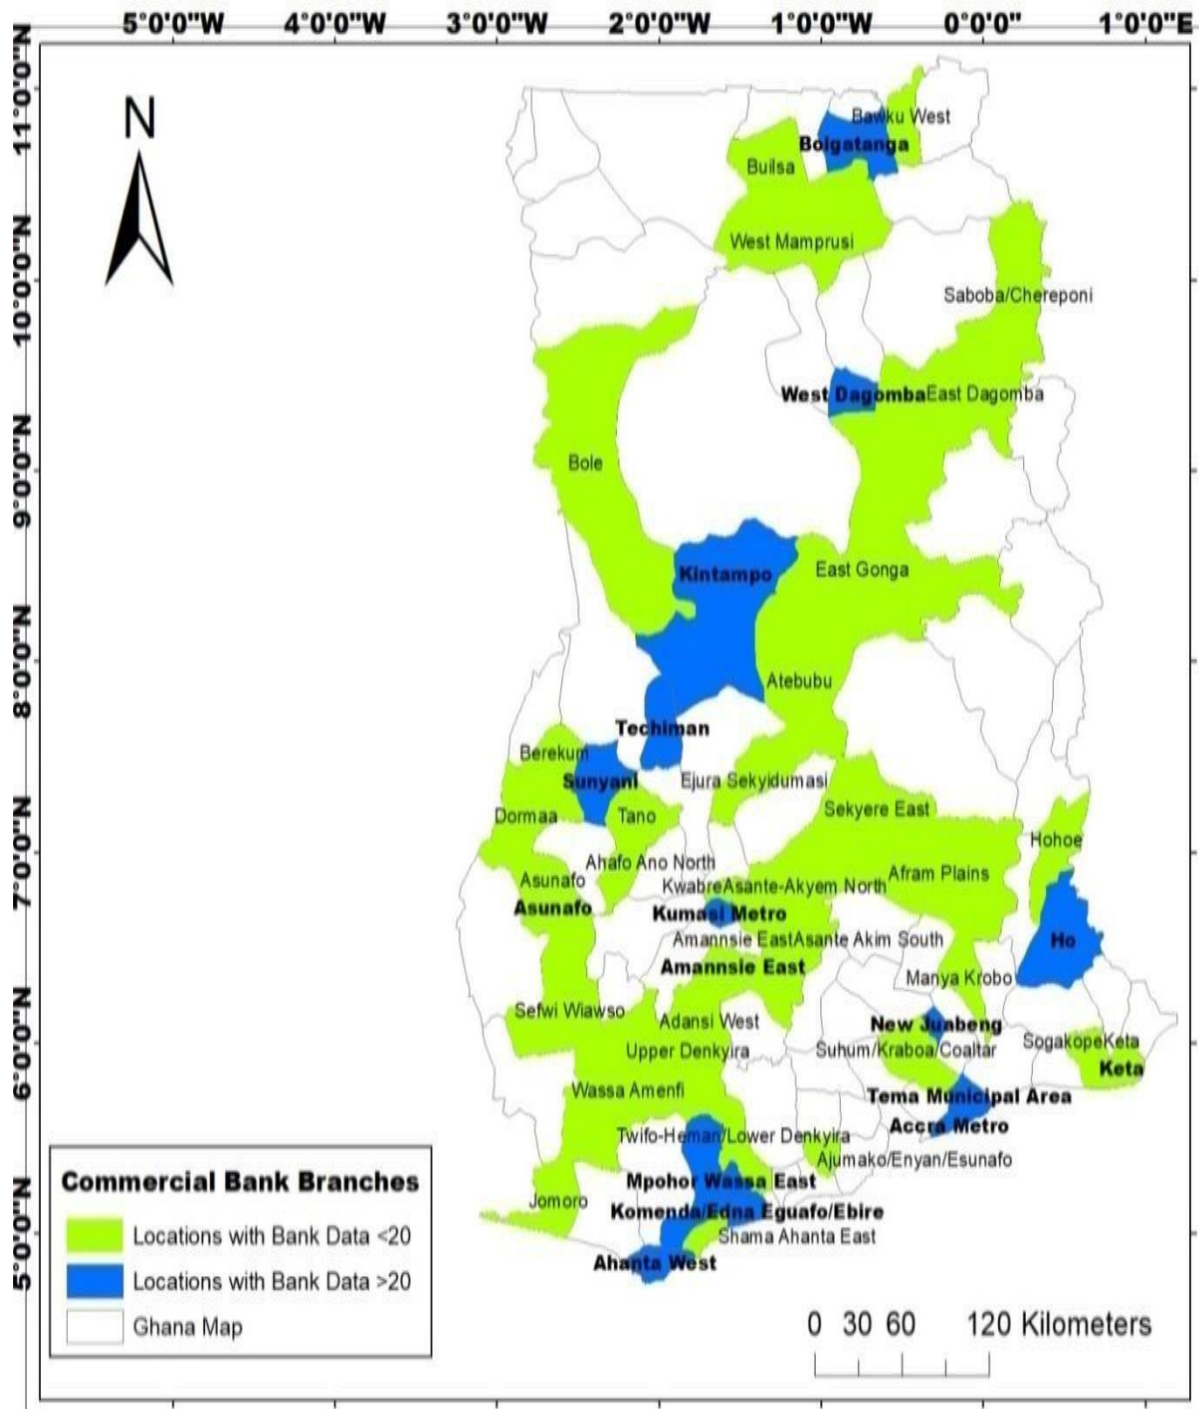 5°0'0"W 4°0'0"W 3°0'0"W 2°0'0"W 1°0'0"W 0°0'0" 1°0'0"E
11°0'0"N
10°0'0"N
9°0'0"N
8°0'0"N
7°0'0"N
6°0'0"N
5°0'0"N
N
Bawku West
Bolgatanga
Builsa
West Mamprusi
Saboba/Chereponi
West Dagomba
East Dagomba
Bole
Kintampo
East Gonga
Atebubu
Techiman
Berekum
Sunyani
Ejura Sekyidumasi
Dormaa
Tano
Sekyere East
Hohoe
Ahafo Ano North
Asunafo
Kwabre
Asante-Akyem North
Afram Plains
Asunafo
Kumasi Metro
Amannsie East
Asante Akim South
Ho
Amannsie East
Manya Krobo
Sefwi Wiawso
Adansi West
New Junbeng
Upper Denkyira
Suhum/Kraboa/Coaltar
Sogakope
Keta
Keta
Wassa Amenfi
Tema Municipal Area
Accra Metro
Twifo-Heman/Lower Denkyira
Ajumako/Enyan/Esunafo
Mpohor Wassa East
Jomoro
Komenda/Edna Eguafo/Ebire
Shama Ahanta East
Ahanta West
Commercial Bank Branches
Locations with Bank Data <20
Locations with Bank Data >20
Ghana Map
0 30 60 120 Kilometers